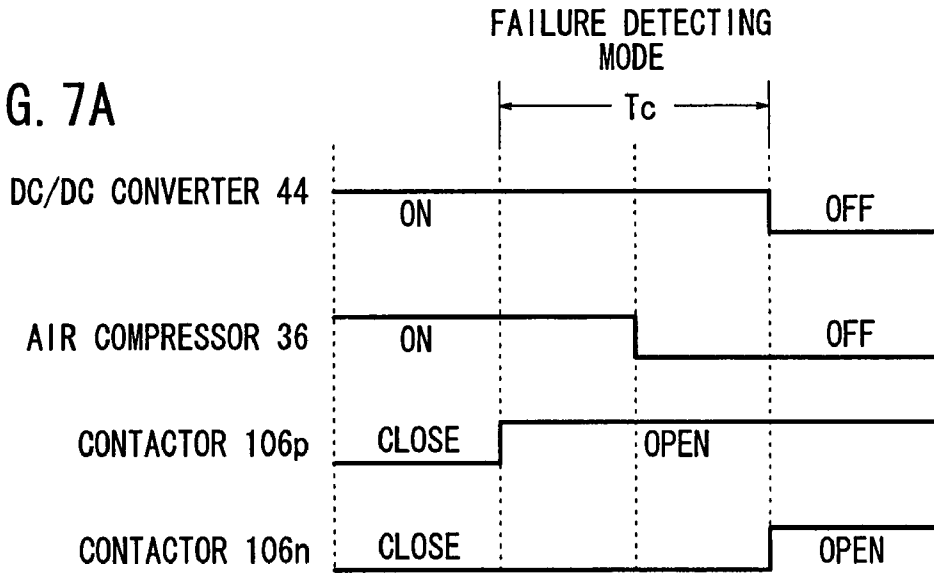 FAILURE DETECTING
MODE
G. 7A
Tc
DC/DC CONVERTER 44
ON
OFF
AIR COMPRESSOR 36
ON
OFF
CONTACTOR 106p
CLOSE
OPEN
CONTACTOR 106n
CLOSE
OPEN